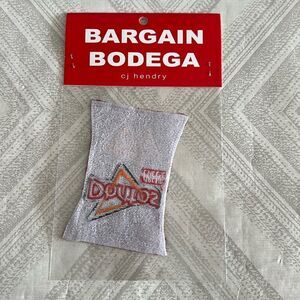 BARGAIN
BODEGA
cj hendry
Doritos